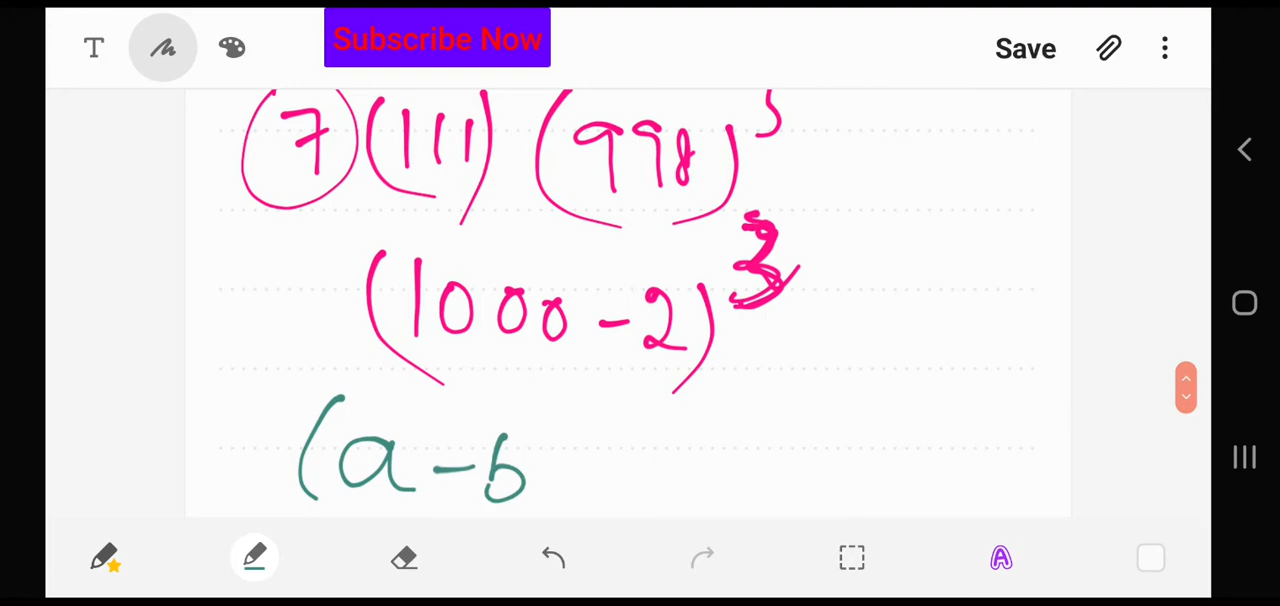 T
Subscribe Now
Save
7 (111) (998)³
(1000-2)³
(a-b
A